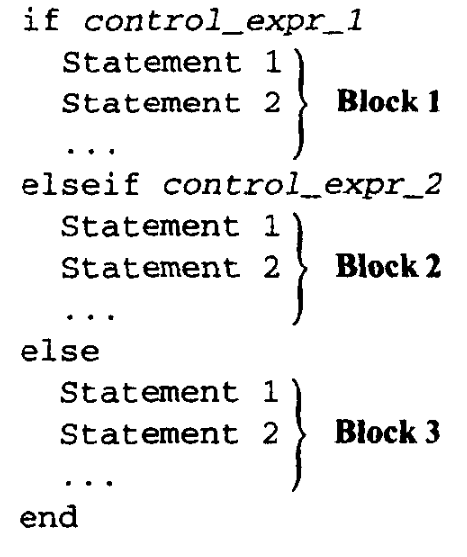 if control_expr_1
Statement 1
Statement 2 Block 1
...
elseif control_expr_2
Statement 1
Statement 2 Block 2
...
else
Statement 1
Statement 2 Block 3
...
end